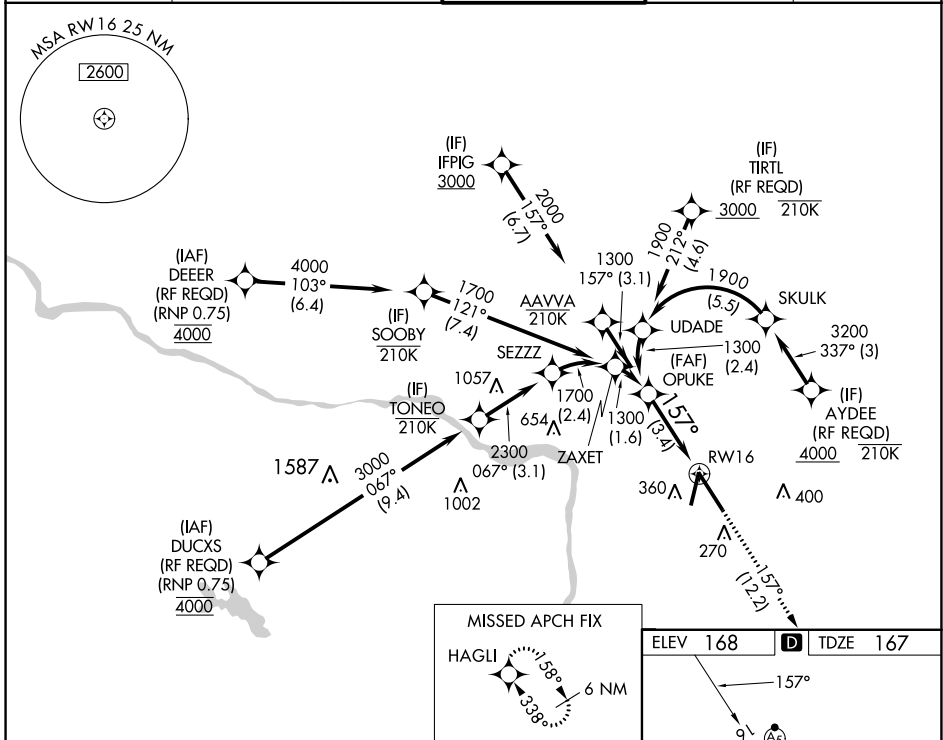 MSA RW16 25 NM
2600
(IF)
IFPIG
3000
2000
157°
(6.7)
(IF)
TIRTL
(RF REQD)
3000 210K
1900
212°
(4.6)
(IAF)
DEEER
(RF REQD)
(RNP 0.75)
4000
4000
103°
(6.4)
(IF)
SOOBY
210K
1700
121°
(7.4)
AAVVA
210K
1300
157° (3.1)
1900
(5.5)
SKULK
UDADE
1300
(2.4)
3200
337° (3)
(IF)
AYDEE
(RF REQD)
4000 210K
SEZZZ
1700
(2.4)
ZAXET
1300
(1.6)
(FAF)
OPUKE
157°
(3.4)
RW16
(IF)
TONEO
210K
2300
067° (3.1)
1057
654
1587
1002
360
400
270
3000
067°
(9.4)
(IAF)
DUCXS
(RF REQD)
(RNP 0.75)
4000
157°
(12.2)
MISSED APCH FIX
HAGLI
158°
338°
6 NM
ELEV 168 D TDZE 167
157°
16
A5